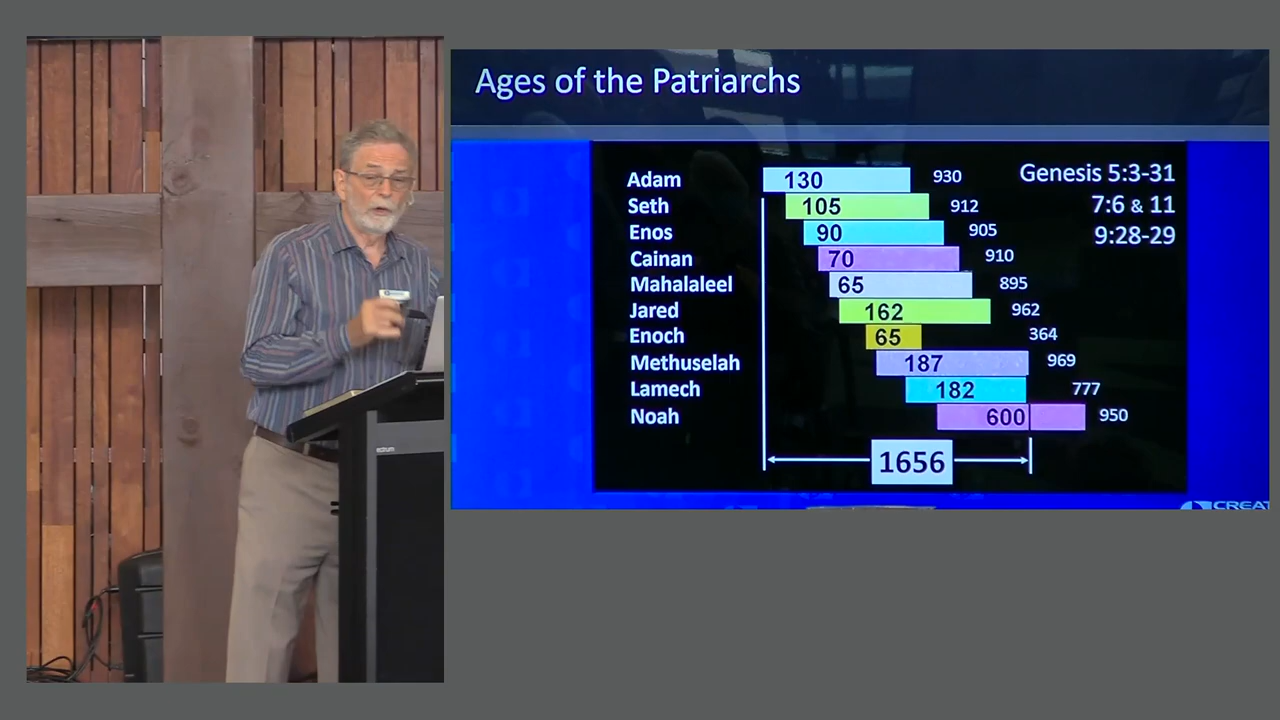 Ages of the Patriarchs
Adam 130 930
Seth 105 912
Enos 90 905
Cainan 70 910
Mahalaleel 65 895
Jared 162 962
Enoch 65 364
Methuselah 187 969
Lamech 182 777
Noah 600 950
Genesis 5:3-31
7:6 & 11
9:28-29
1656
CREAT